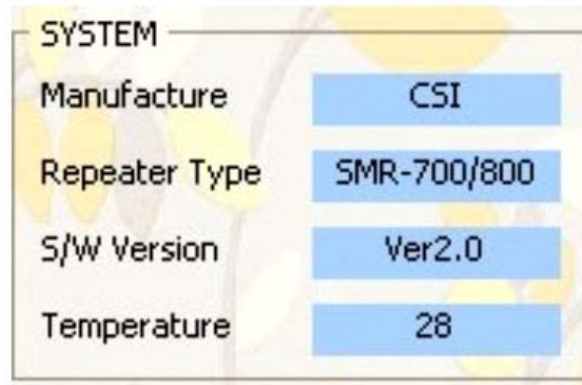 SYSTEM
Manufacture CSI
Repeater Type SMR-700/800
S/W Version Ver2.0
Temperature 28